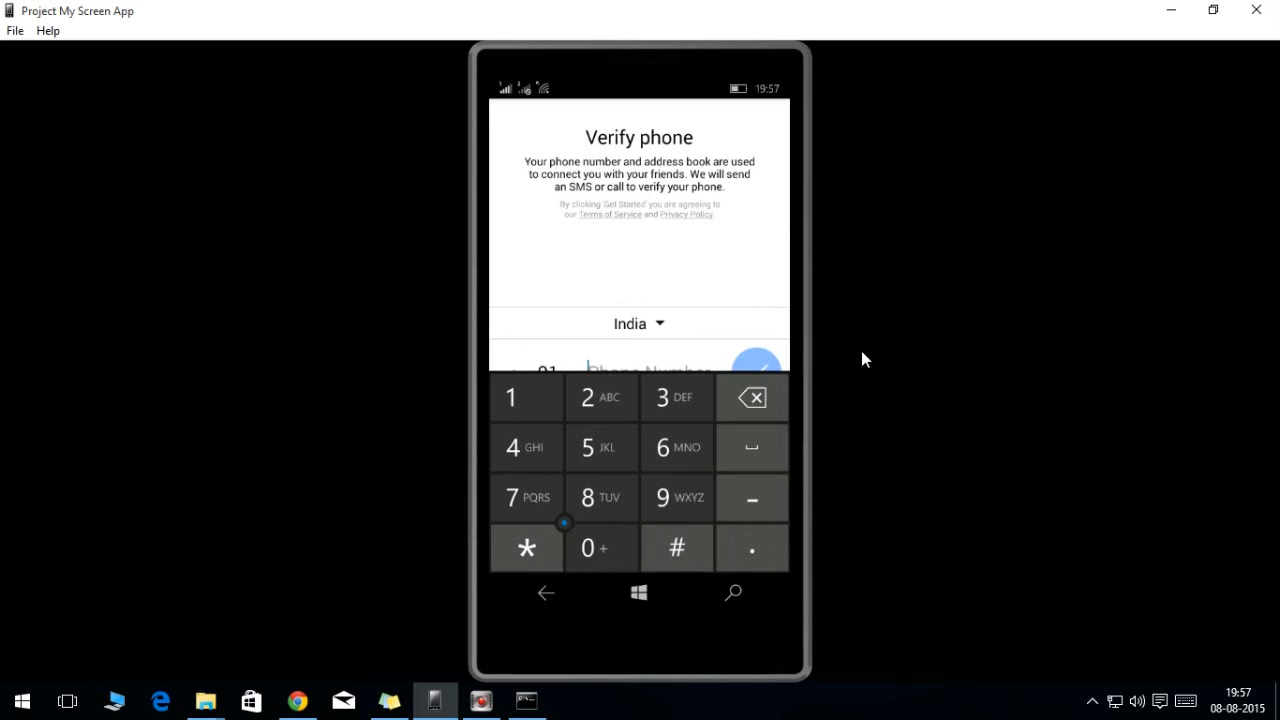 Project My Screen App
File Help
19:57
Verify phone
Your phone number and address book are used
to connect you with your friends. We will send
an SMS or call to verify your phone.
By clicking 'Get Started' you are agreeing to
our Terms of Service and Privacy Policy.
India
91 Phone Number
1 2 ABC 3 DEF
4 GHI 5 JKL 6 MNO
7 PQRS 8 TUV 9 WXYZ -
* 0 + # .
19:57
08-08-2015